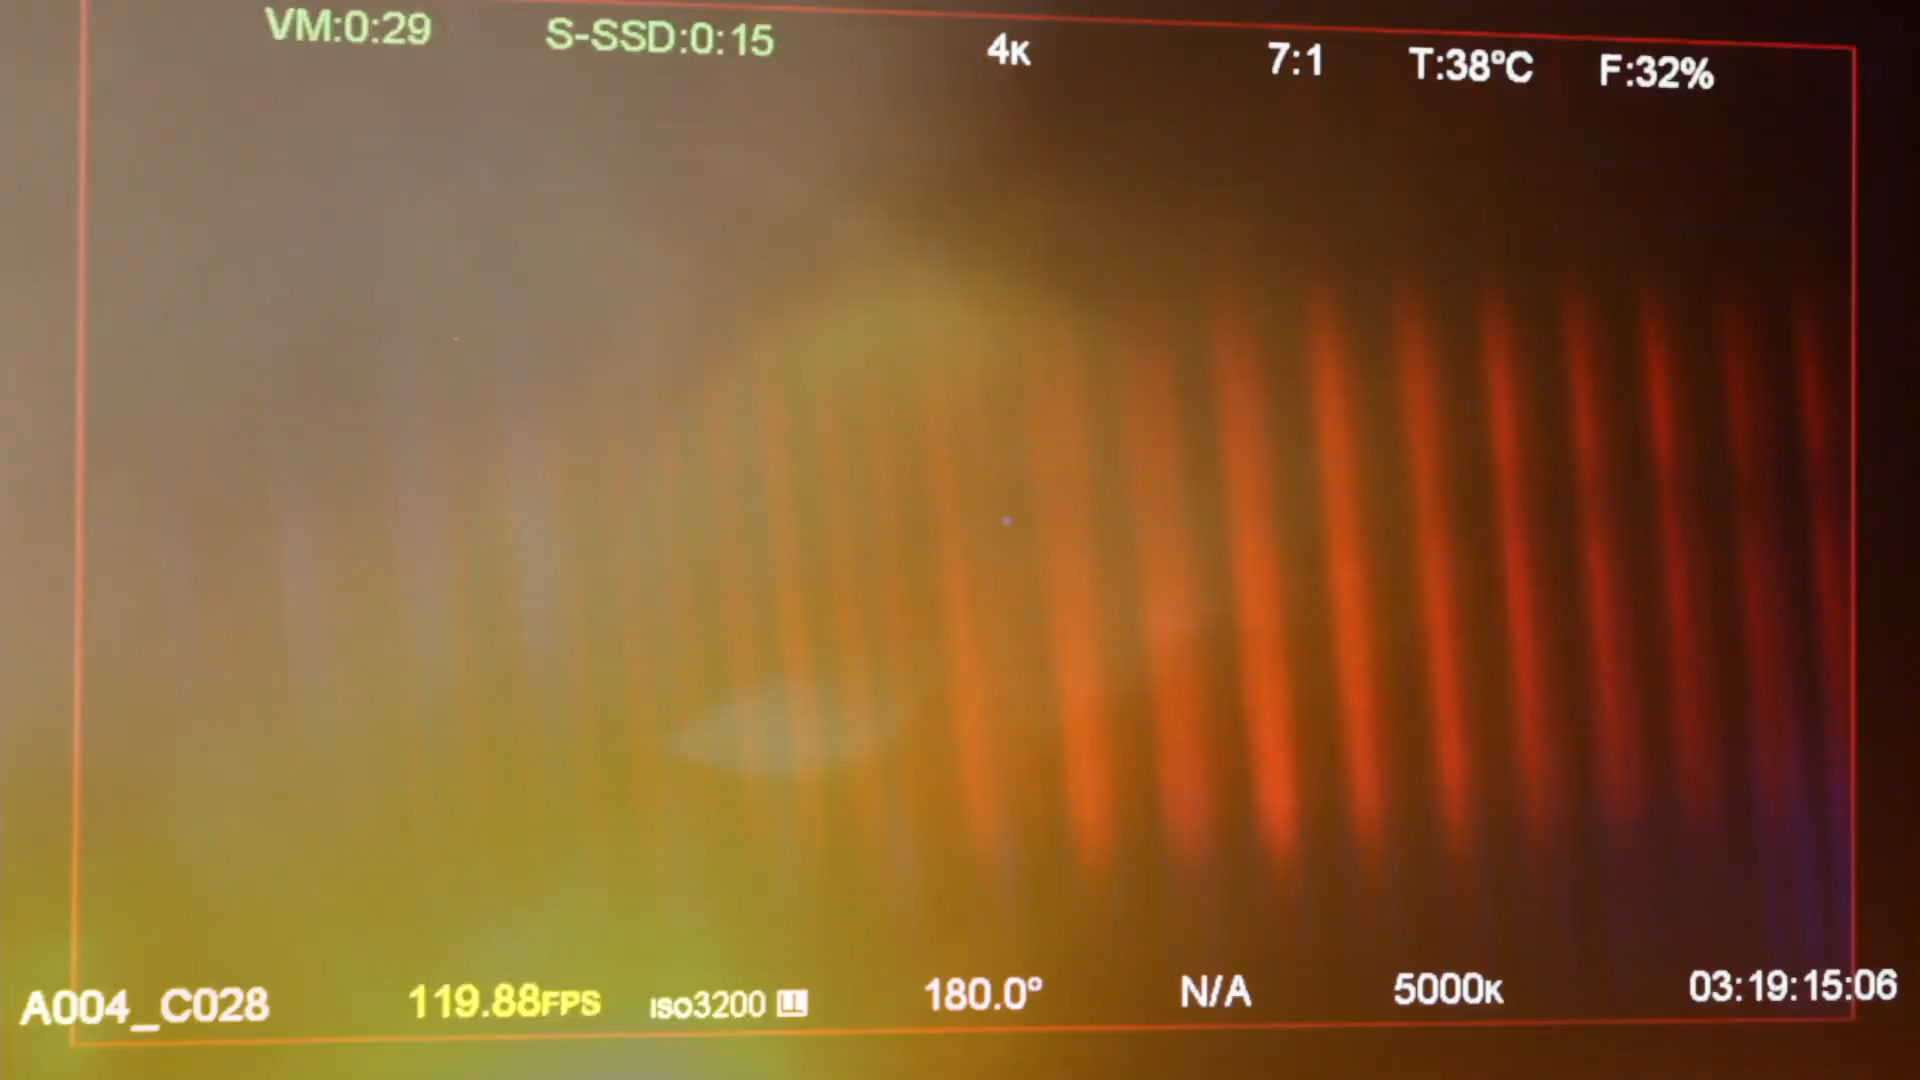 VM:0:29 S-SSD:0:15 4K 7:1 T:38°C F:32%
A004_C028 119.88FPS ISO3200 LL 180.0° N/A 5000K 03:19:15:06